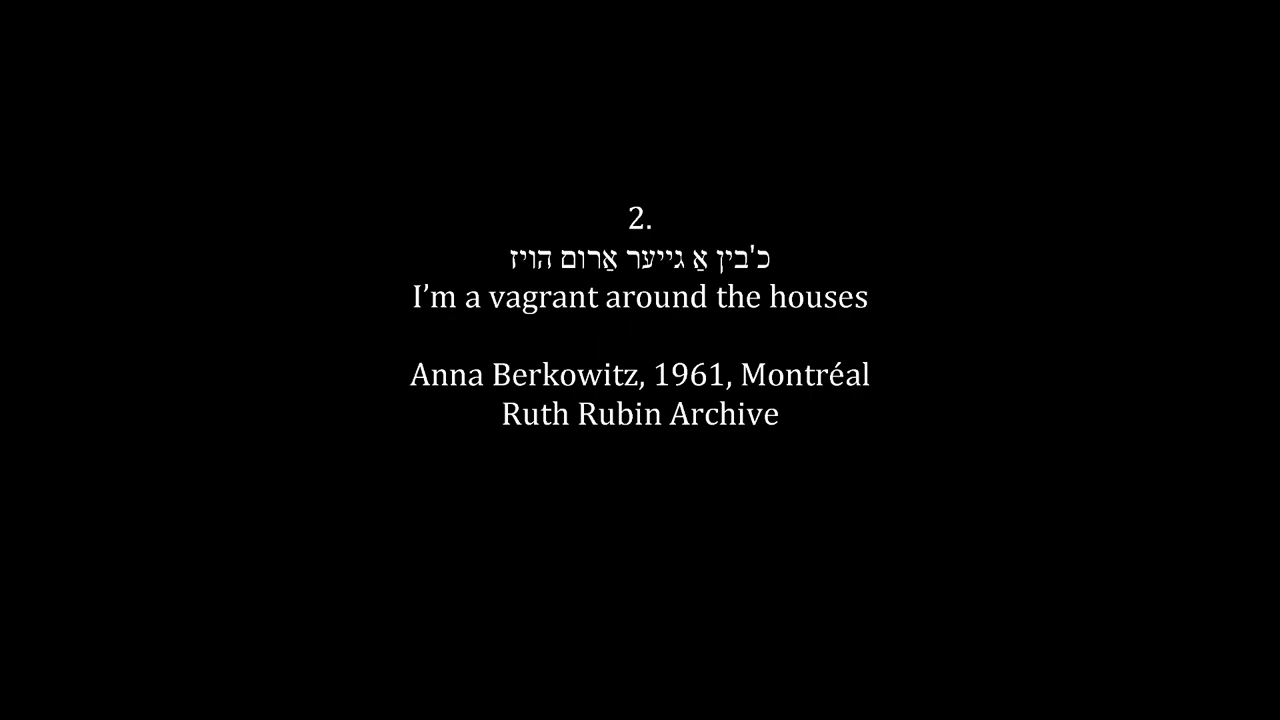 2.
כ'בין אַ גייער אַרום הויז
I’m a vagrant around the houses
Anna Berkowitz, 1961, Montréal
Ruth Rubin Archive